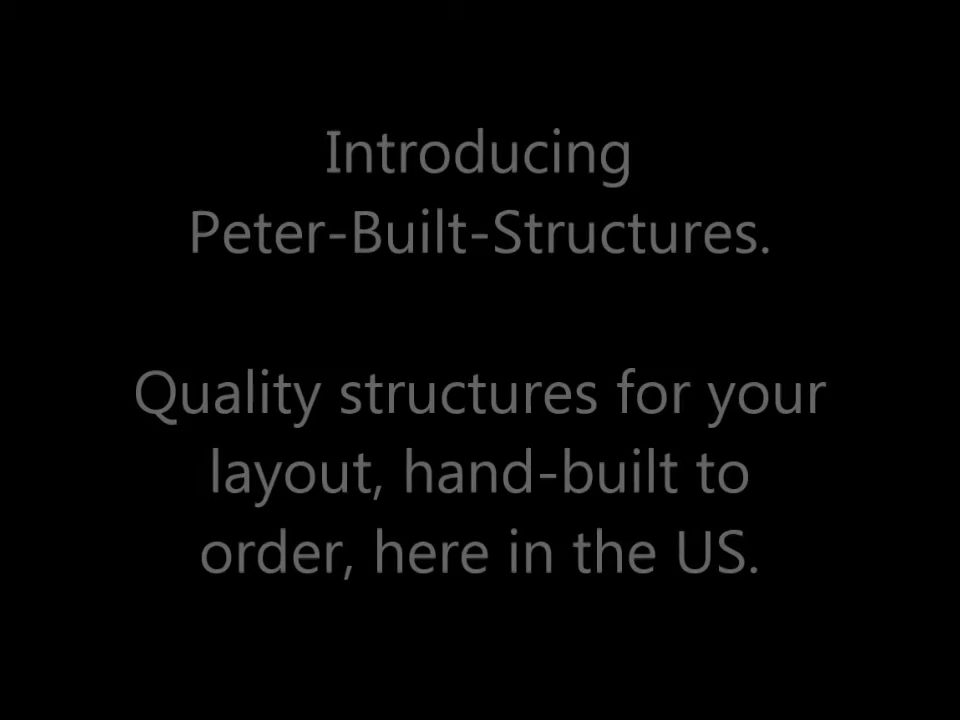 Introducing
Peter-Built-Structures.
Quality structures for your
layout, hand-built to
order, here in the US.